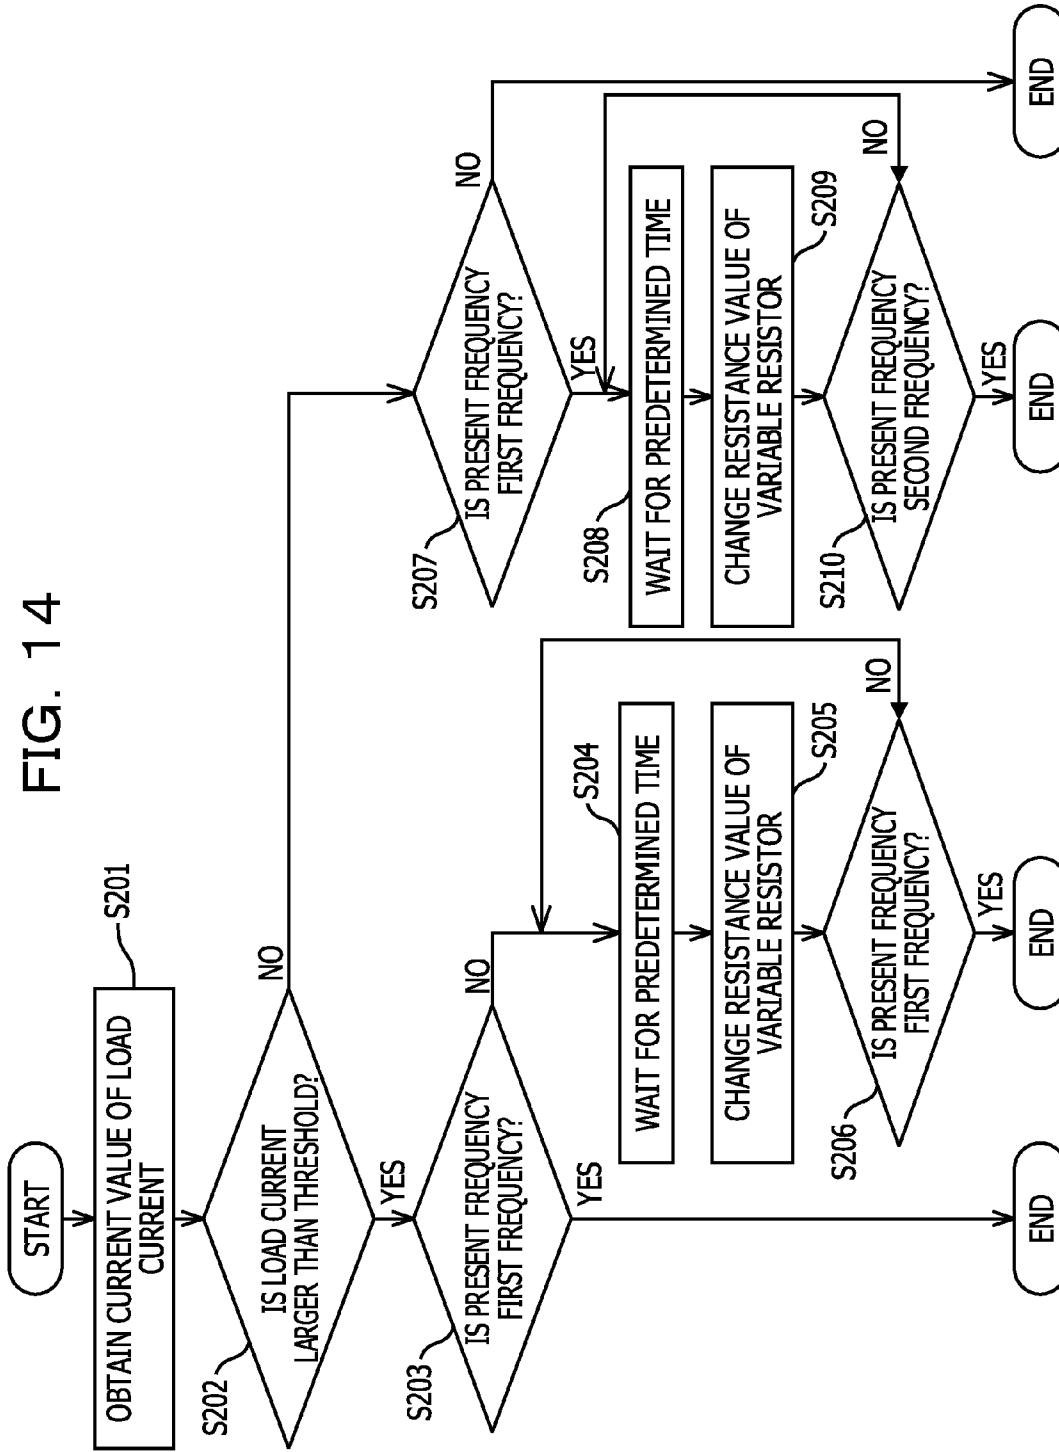 FIG. 14
START
OBTAIN CURRENT VALUE OF LOAD
CURRENT
S201
IS LOAD CURRENT
LARGER THAN THRESHOLD?
S202
NO
YES
IS PRESENT FREQUENCY
FIRST FREQUENCY?
S203
NO
YES
WAIT FOR PREDETERMINED TIME
S204
CHANGE RESISTANCE VALUE OF
VARIABLE RESISTOR
S205
IS PRESENT FREQUENCY
FIRST FREQUENCY?
S206
NO
YES
IS PRESENT FREQUENCY
FIRST FREQUENCY?
S207
NO
YES
WAIT FOR PREDETERMINED TIME
S208
CHANGE RESISTANCE VALUE OF
VARIABLE RESISTOR
S209
IS PRESENT FREQUENCY
SECOND FREQUENCY?
S210
NO
YES
END
END
END
END